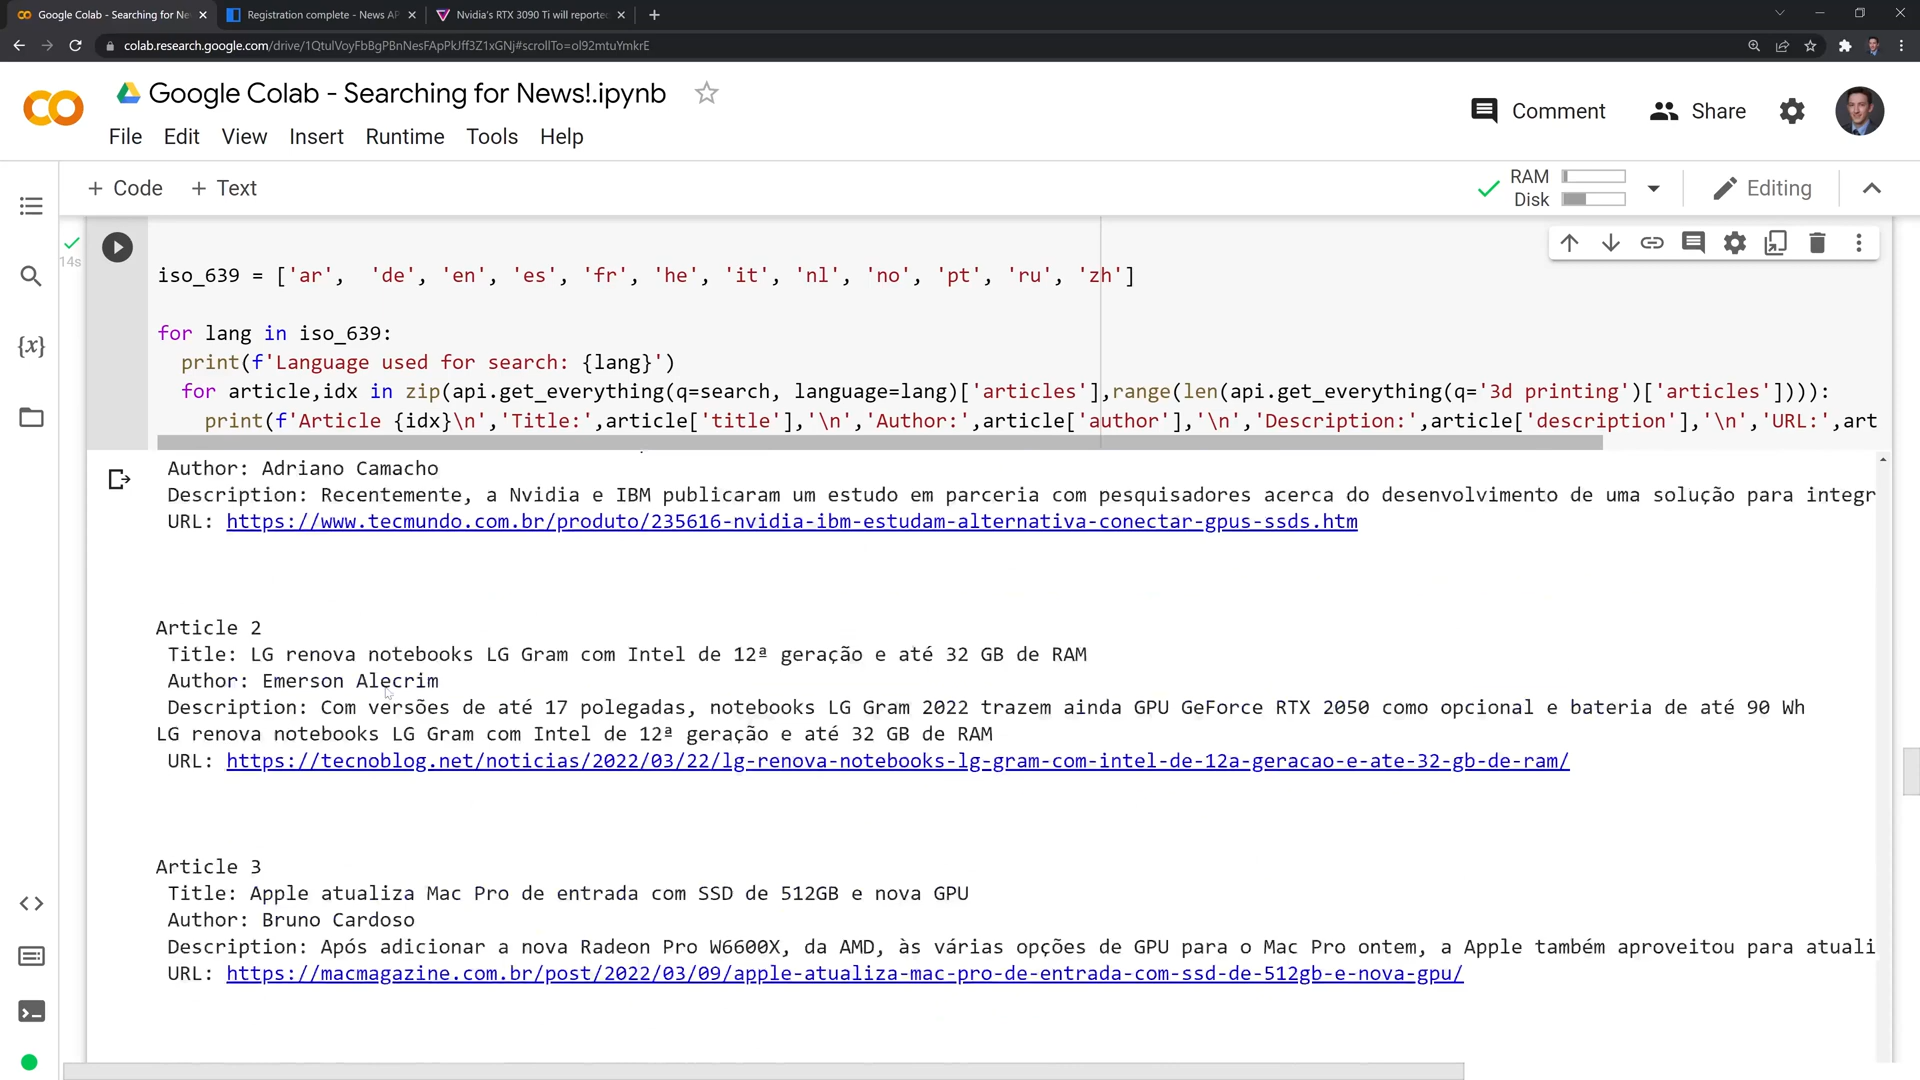 Google Colab - Searching for Ne
Registration complete - News AP
Nvidia's RTX 3090 Ti will reporte
colab.research.google.com/drive/1QtulVoyFbBgPBnNesFApPkJff3Z1xGNj#scrollTo=ol92mtuYmkrE
Google Colab - Searching for News!.ipynb
Comment
Share
File Edit View Insert Runtime Tools Help
+ Code + Text
RAM
Disk
Editing
14s
iso_639 = ['ar', 'de', 'en', 'es', 'fr', 'he', 'it', 'nl', 'no', 'pt', 'ru', 'zh']
for lang in iso_639:
print(f'Language used for search: {lang}')
for article,idx in zip(api.get_everything(q=search, language=lang)['articles'],range(len(api.get_everything(q='3d printing')['articles']))):
print(f'Article {idx}\n','Title:',article['title'],'\n','Author:',article['author'],'\n','Description:',article['description'],'\n','URL:',art
Author: Adriano Camacho
Description: Recentemente, a Nvidia e IBM publicaram um estudo em parceria com pesquisadores acerca do desenvolvimento de uma solução para integr
URL: https://www.tecmundo.com.br/produto/235616-nvidia-ibm-estudam-alternativa-conectar-gpus-ssds.htm
Article 2
Title: LG renova notebooks LG Gram com Intel de 12ª geração e até 32 GB de RAM
Author: Emerson Alecrim
Description: Com versões de até 17 polegadas, notebooks LG Gram 2022 trazem ainda GPU GeForce RTX 2050 como opcional e bateria de até 90 Wh
LG renova notebooks LG Gram com Intel de 12ª geração e até 32 GB de RAM
URL: https://tecnoblog.net/noticias/2022/03/22/lg-renova-notebooks-lg-gram-com-intel-de-12a-geracao-e-ate-32-gb-de-ram/
Article 3
Title: Apple atualiza Mac Pro de entrada com SSD de 512GB e nova GPU
Author: Bruno Cardoso
Description: Após adicionar a nova Radeon Pro W6600X, da AMD, às várias opções de GPU para o Mac Pro ontem, a Apple também aproveitou para atuali
URL: https://macmagazine.com.br/post/2022/03/09/apple-atualiza-mac-pro-de-entrada-com-ssd-de-512gb-e-nova-gpu/